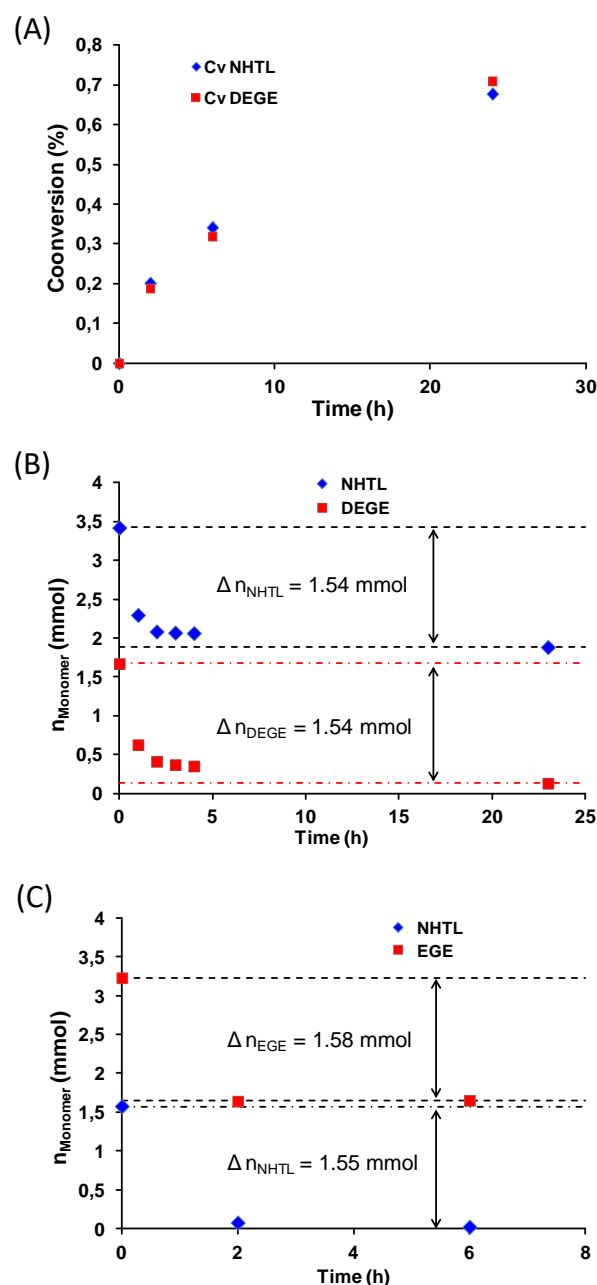 (A)
0,8
0,7
0,6
0,5
0,4
0,3
0,2
0,1
0
Coonversion (%)
Cv NHTL
Cv DEGE
0 10 20 30
Time (h)
(B)
4
3,5
3
2,5
2
1,5
1
0,5
0
nMonomer (mmol)
NHTL
DEGE
Δ nNHTL = 1.54 mmol
Δ nDEGE = 1.54 mmol
0 5 10 15 20 25
Time (h)
(C)
4
3,5
3
2,5
2
1,5
1
0,5
0
nMonomer (mmol)
NHTL
EGE
Δ nEGE = 1.58 mmol
Δ nNHTL = 1.55 mmol
0 2 4 6 8
Time (h)